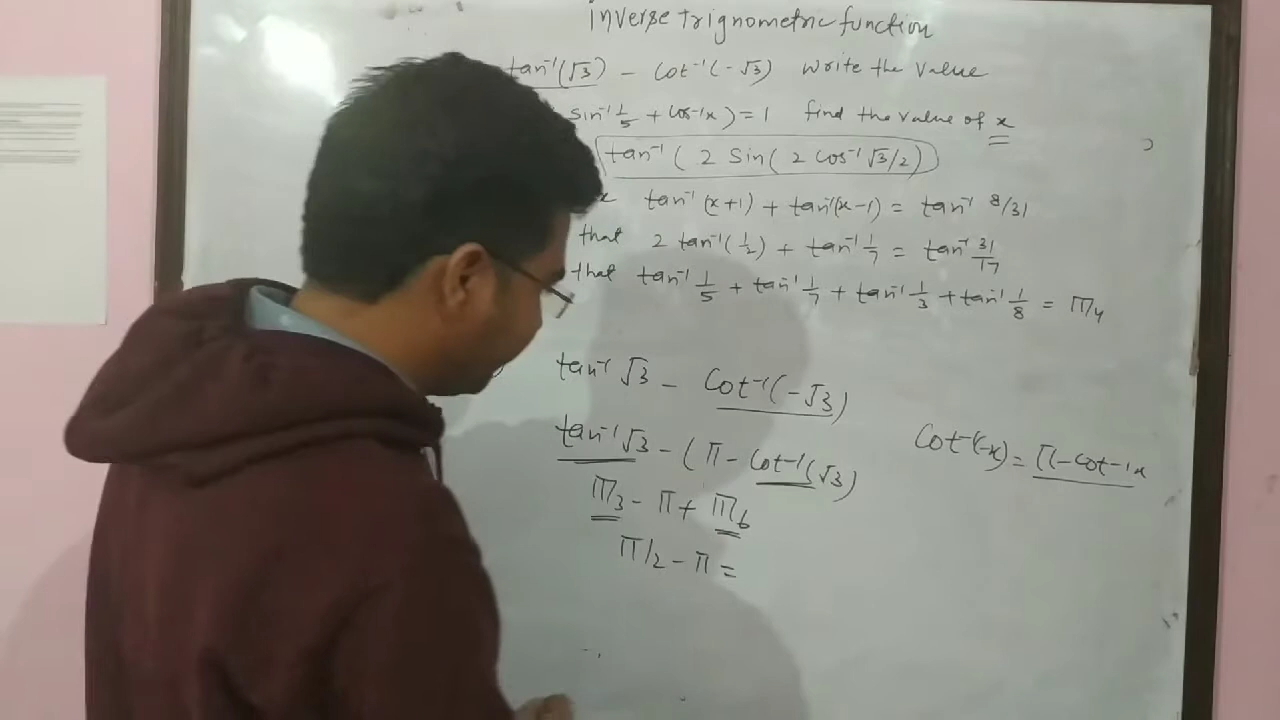 inverse trignometric function
tan⁻¹(√3) - cot⁻¹(-√3) write the value
sin⁻¹ 1/5 + cos⁻¹x) = 1 find the value of x
tan⁻¹ ( 2 sin( 2 cos⁻¹ √3/2)
x tan⁻¹ (x+1) + tan⁻¹(x-1) = tan⁻¹ 8/31
that 2 tan⁻¹(1/2) + tan⁻¹ 1/7 = tan⁻¹ 31/17
that tan⁻¹ 1/5 + tan⁻¹ 1/7 + tan⁻¹ 1/3 + tan⁻¹ 1/8 = π/4
tan⁻¹ √3 - Cot⁻¹(-√3)
tan⁻¹ √3 - (π - cot⁻¹(√3)
Cot⁻¹(-x) = π - cot⁻¹x
π/3 - π + π/6
π/2 - π =